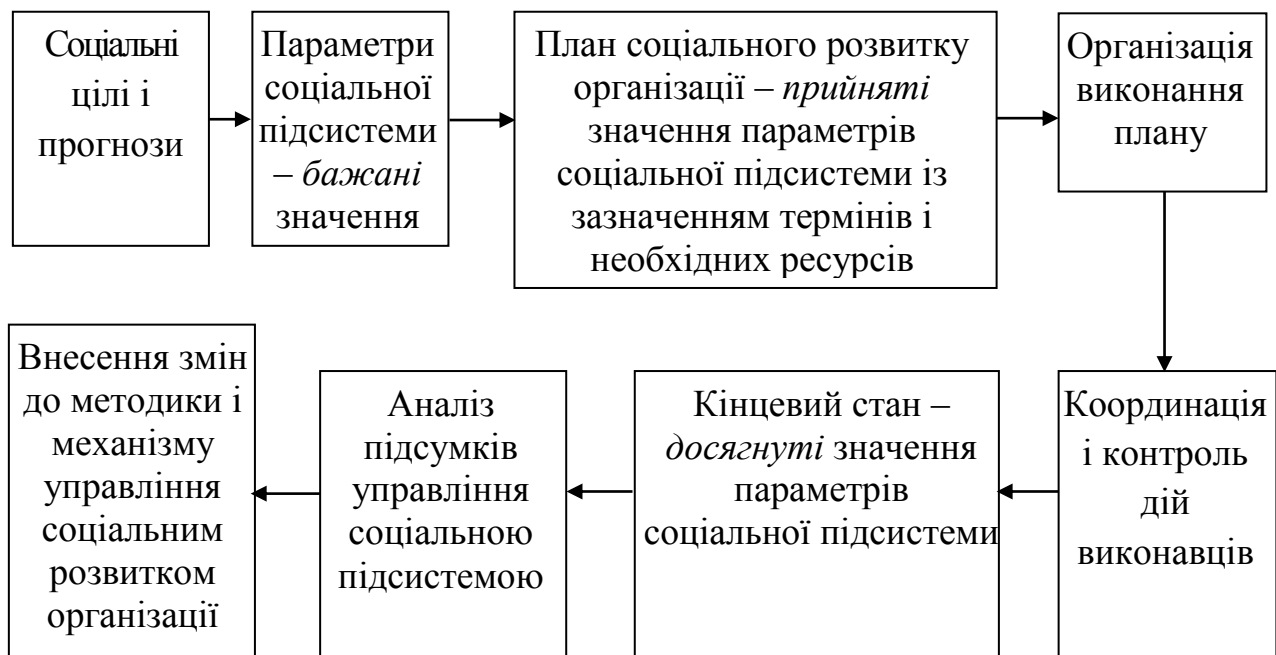 Соціальні
цілі і
прогнози
Параметри
соціальної
підсистеми
– бажані
значення
План соціального розвитку
організації – прийняті
значення параметрів
соціальної підсистеми із
зазначенням термінів і
необхідних ресурсів
Організація
виконання
плану
Координація
і контроль
дій
виконавців
Кінцевий стан –
досягнуті значення
параметрів
соціальної підсистеми
Аналіз
підсумків
управління
соціальною
підсистемою
Внесення змін
до методики і
механізму
управління
соціальним
розвитком
організації